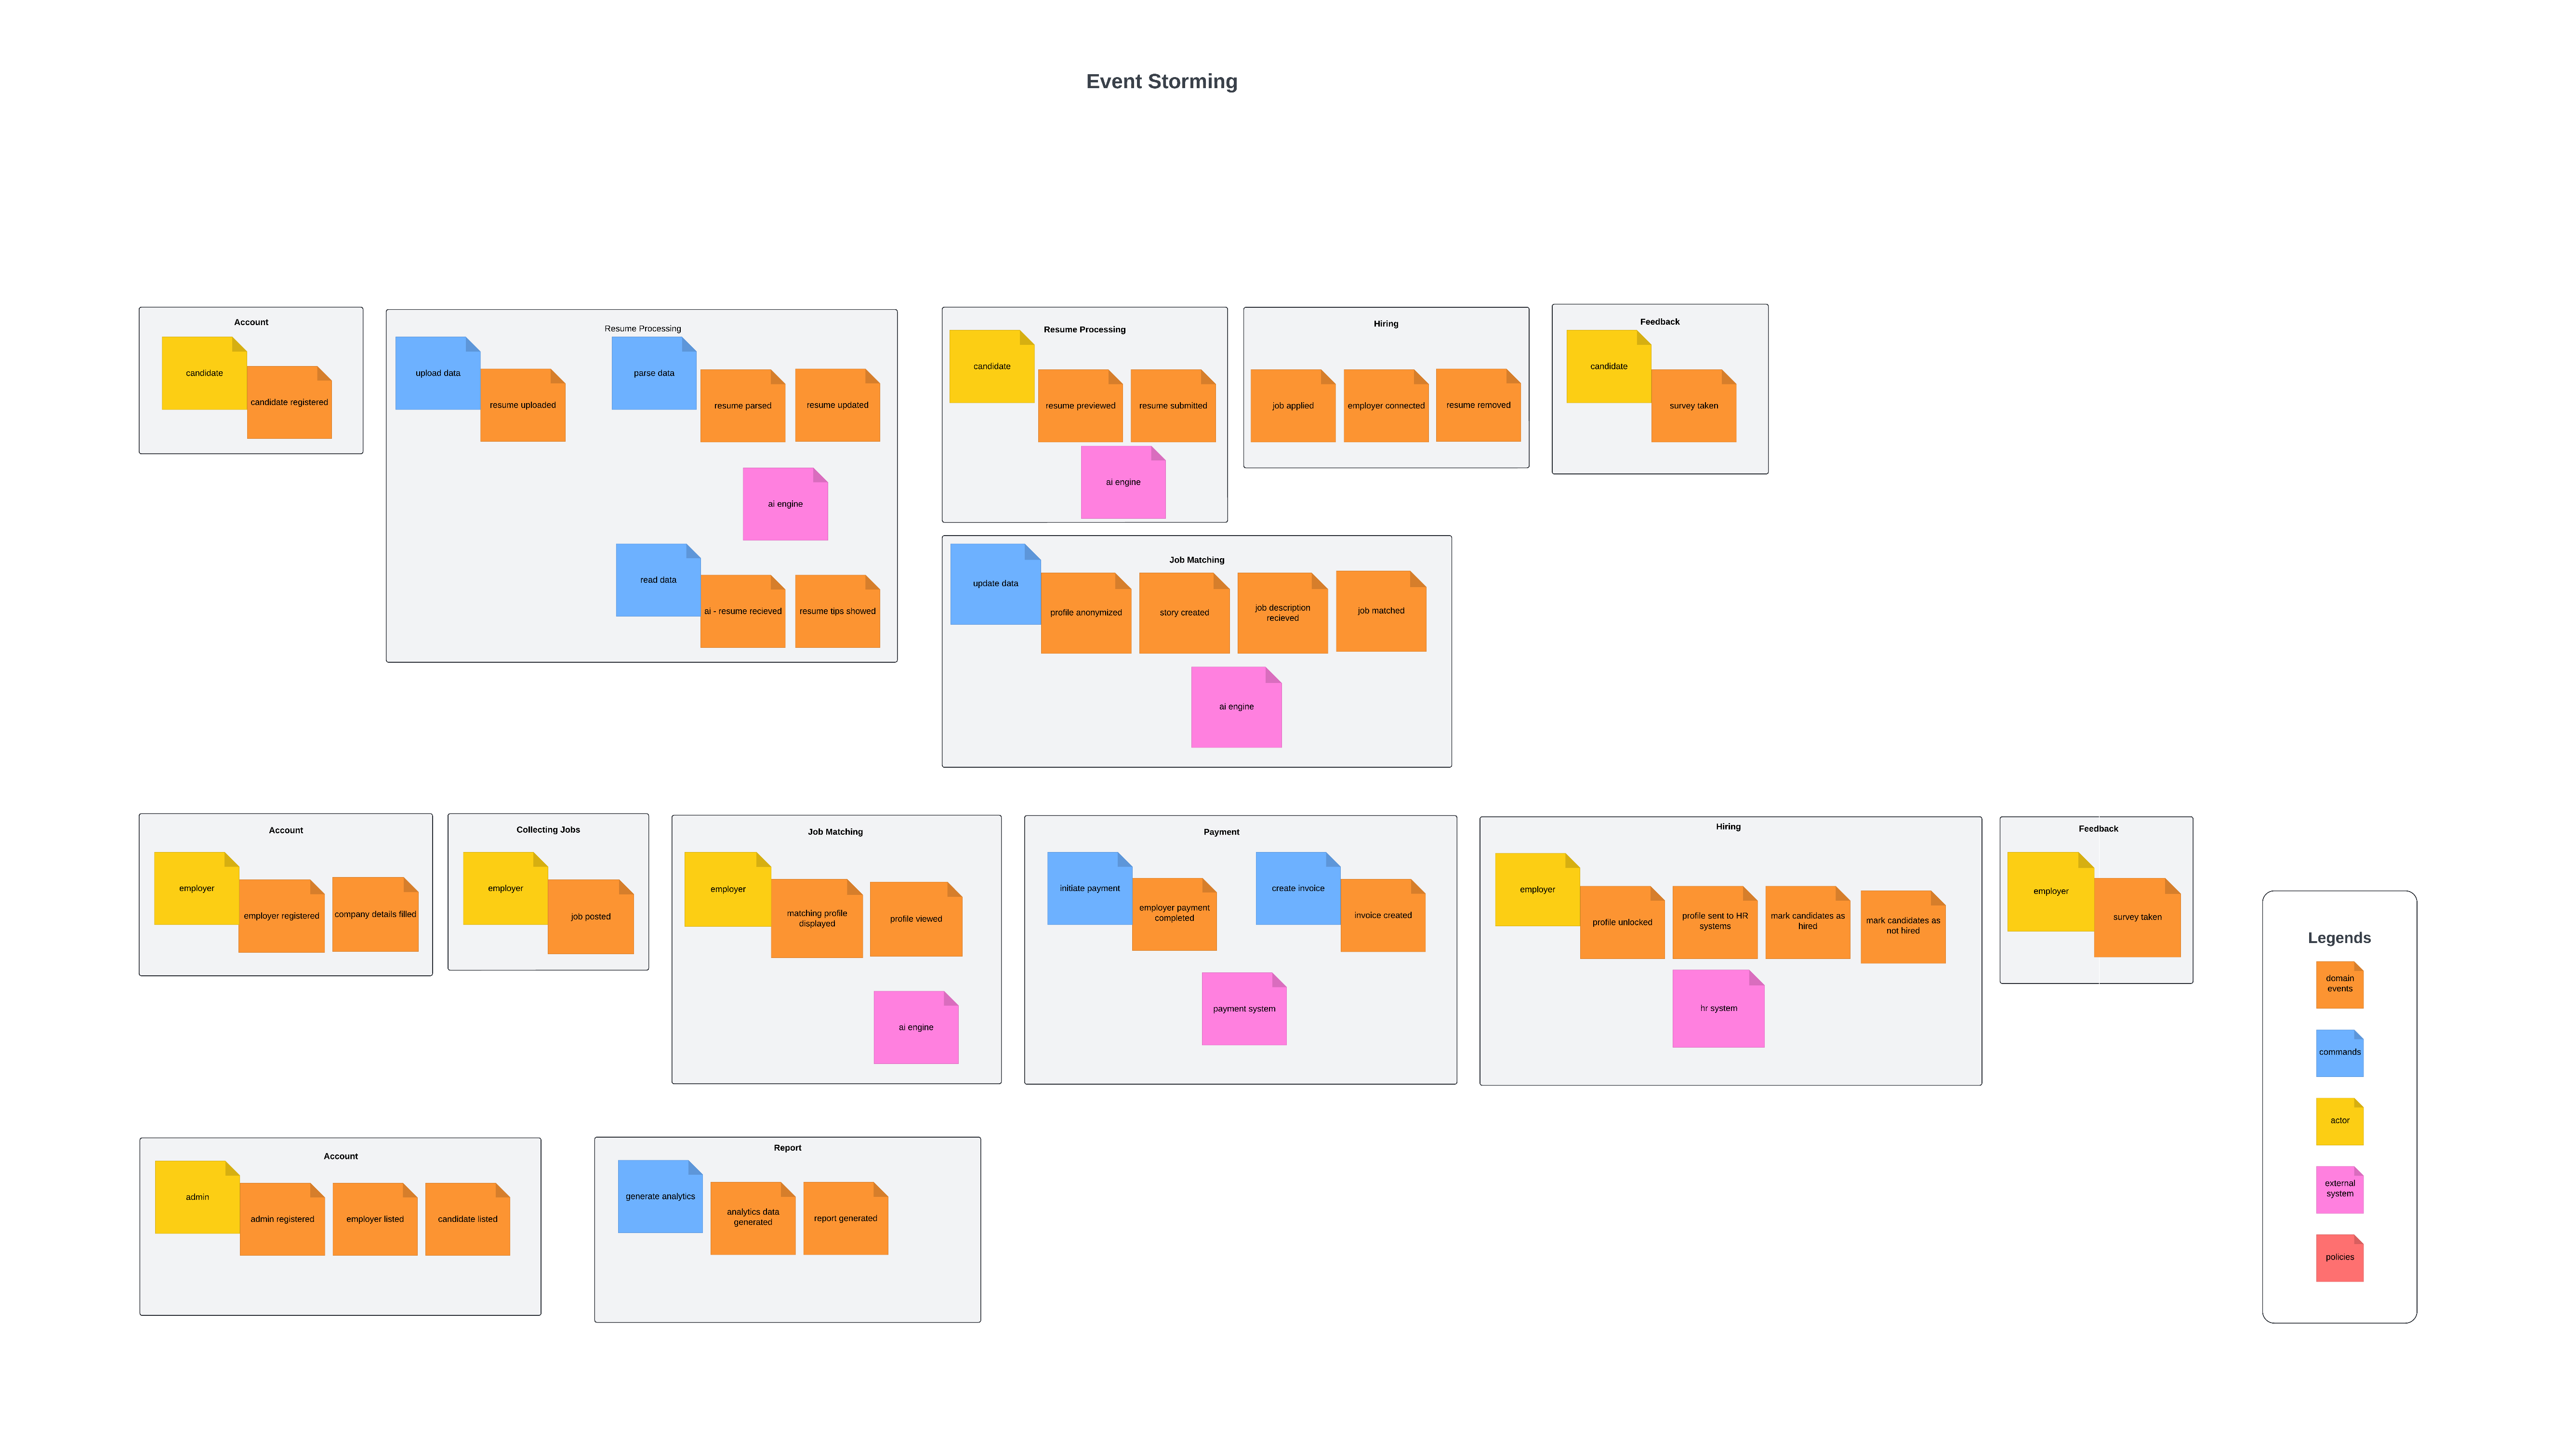 Event Storming
Account
candidate
candidate registered
Resume Processing
upload data
resume uploaded
parse data
resume parsed
resume updated
ai engine
read data
ai - resume recieved
resume tips showed
Resume Processing
candidate
resume previewed
resume submitted
ai engine
Hiring
job applied
employer connected
resume removed
Feedback
candidate
survey taken
Job Matching
update data
profile anonymized
story created
job description
recieved
job matched
ai engine
Account
employer
employer registered
company details filled
Collecting Jobs
employer
job posted
Job Matching
employer
matching profile
displayed
profile viewed
ai engine
Payment
initiate payment
employer payment
completed
create invoice
invoice created
payment system
Hiring
employer
profile unlocked
profile sent to HR
systems
mark candidates as
hired
mark candidates as
not hired
hr system
Feedback
employer
survey taken
Account
admin
admin registered
employer listed
candidate listed
Report
generate analytics
analytics data
generated
report generated
Legends
domain
events
commands
actor
external
system
policies